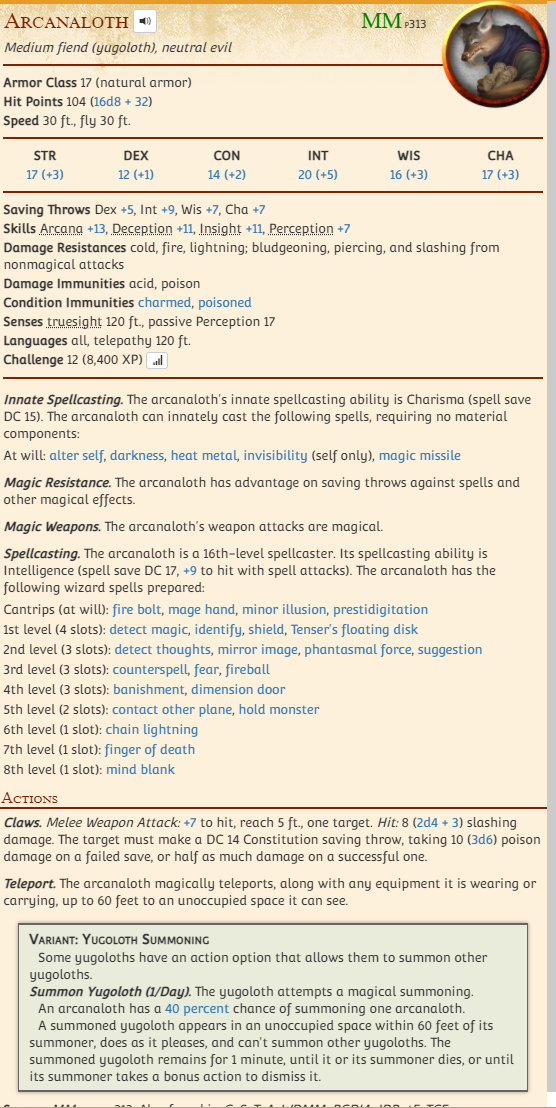 Arcanaloth
MM p313
Medium fiend (yugoloth), neutral evil
Armor Class 17 (natural armor)
Hit Points 104 (16d8 + 32)
Speed 30 ft., fly 30 ft.
STR DEX CON INT WIS CHA
17 (+3) 12 (+1) 14 (+2) 20 (+5) 16 (+3) 17 (+3)
Saving Throws Dex +5, Int +9, Wis +7, Cha +7
Skills Arcana +13, Deception +11, Insight +11, Perception +7
Damage Resistances cold, fire, lightning; bludgeoning, piercing, and slashing from
nonmagical attacks
Damage Immunities acid, poison
Condition Immunities charmed, poisoned
Senses truesight 120 ft., passive Perception 17
Languages all, telepathy 120 ft.
Challenge 12 (8,400 XP)
Innate Spellcasting. The arcanaloth's innate spellcasting ability is Charisma (spell save
DC 15). The arcanaloth can innately cast the following spells, requiring no material
components:
At will: alter self, darkness, heat metal, invisibility (self only), magic missile
Magic Resistance. The arcanaloth has advantage on saving throws against spells and
other magical effects.
Magic Weapons. The arcanaloth's weapon attacks are magical.
Spellcasting. The arcanaloth is a 16th-level spellcaster. Its spellcasting ability is
Intelligence (spell save DC 17, +9 to hit with spell attacks). The arcanaloth has the
following wizard spells prepared:
Cantrips (at will): fire bolt, mage hand, minor illusion, prestidigitation
1st level (4 slots): detect magic, identify, shield, Tenser's floating disk
2nd level (3 slots): detect thoughts, mirror image, phantasmal force, suggestion
3rd level (3 slots): counterspell, fear, fireball
4th level (3 slots): banishment, dimension door
5th level (2 slots): contact other plane, hold monster
6th level (1 slot): chain lightning
7th level (1 slot): finger of death
8th level (1 slot): mind blank
Actions
Claws. Melee Weapon Attack: +7 to hit, reach 5 ft., one target. Hit: 8 (2d4 + 3) slashing
damage. The target must make a DC 14 Constitution saving throw, taking 10 (3d6) poison
damage on a failed save, or half as much damage on a successful one.
Teleport. The arcanaloth magically teleports, along with any equipment it is wearing or
carrying, up to 60 feet to an unoccupied space it can see.
Variant: Yugoloth Summoning
Some yugoloths have an action option that allows them to summon other
yugoloths.
Summon Yugoloth (1/Day). The yugoloth attempts a magical summoning.
An arcanaloth has a 40 percent chance of summoning one arcanaloth.
A summoned yugoloth appears in an unoccupied space within 60 feet of its
summoner, does as it pleases, and can't summon other yugoloths. The
summoned yugoloth remains for 1 minute, until it or its summoner dies, or until
its summoner takes a bonus action to dismiss it.